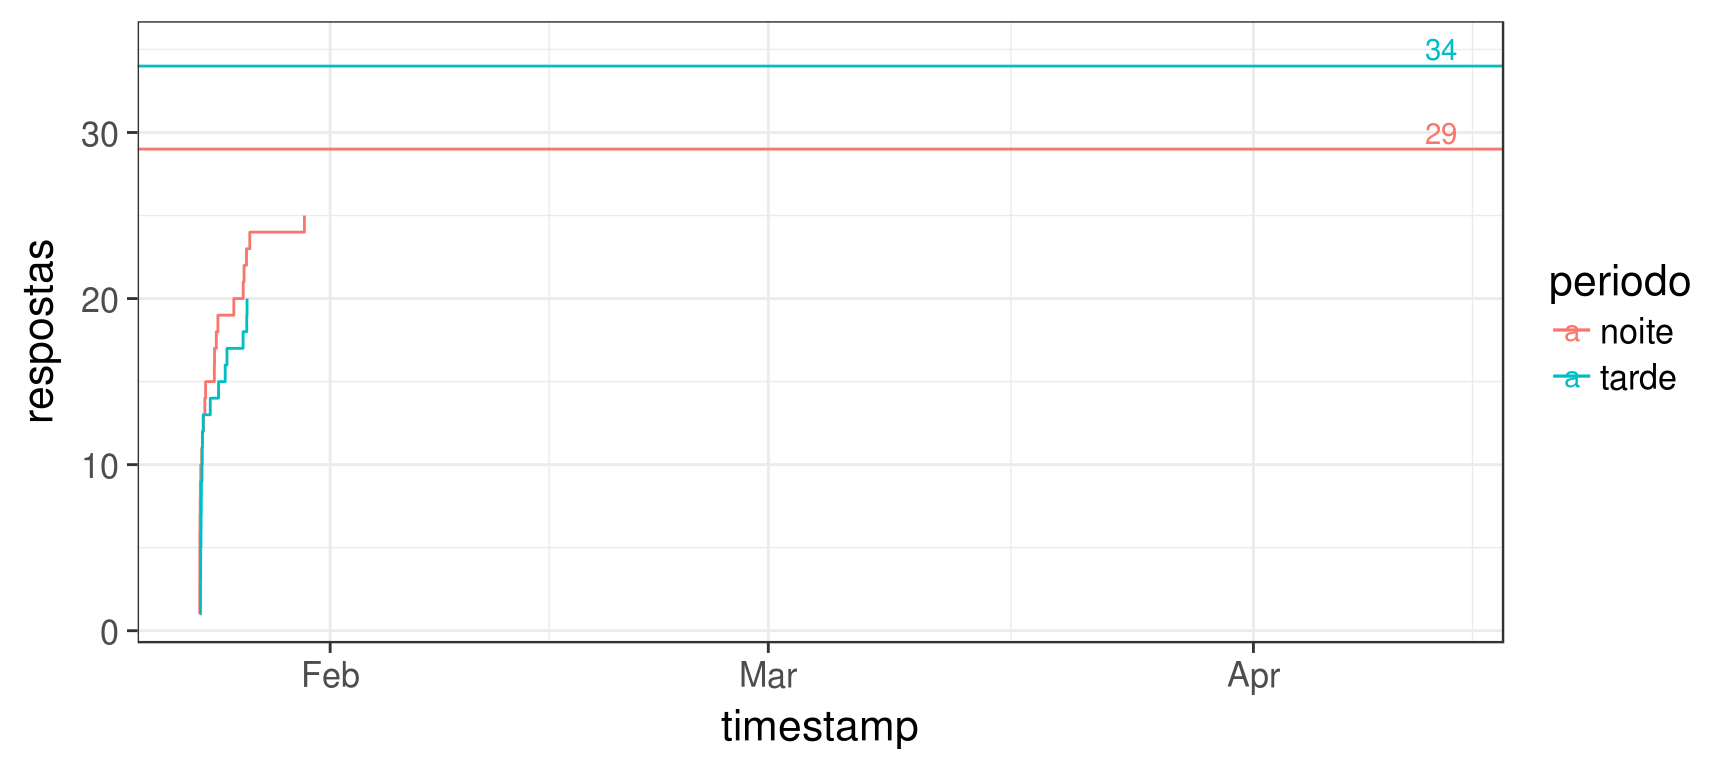 34
29
30
20
10
0
Feb Mar Apr
timestamp
respostas
periodo
a noite
a tarde